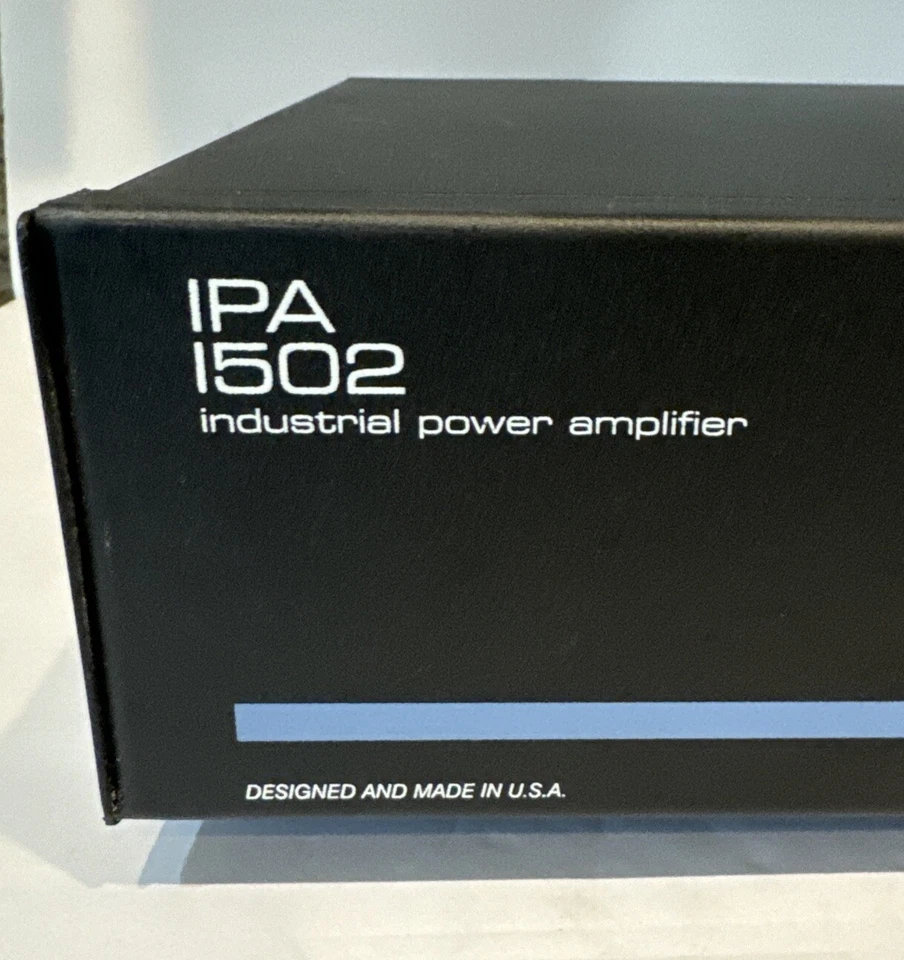 IPA
1502
industrial power amplifier
DESIGNED AND MADE IN U.S.A.